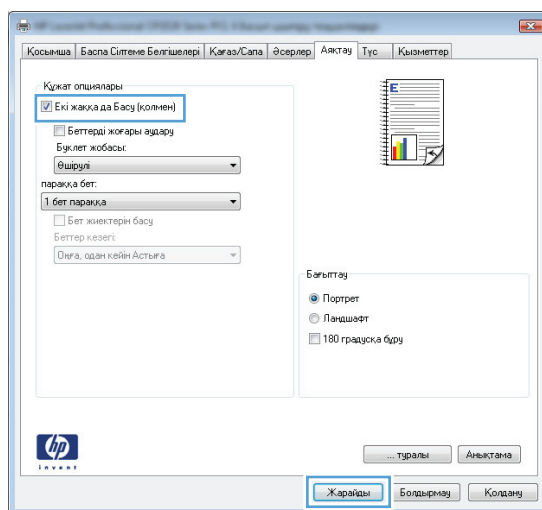 Қосымша Баспа Сілтеме Белгішелері Қағаз/Сапа Әсерлер Аяқтау Түс Қызметтер
Құжат опциялары
Екі жаққа да Басу (қолмен)
Беттерді жоғары аудару
Буклет жобасы:
Өшірулі
параққа бет:
1 бет параққа
Бет жиектерін басу
Беттер кезегі:
Оңға, одан кейін Астыға
E
Бағыттау
Портрет
Ландшафт
180 градусқа бұру
hp
invent
... туралы Анықтама
Жарайды Болдырмау Қолдану